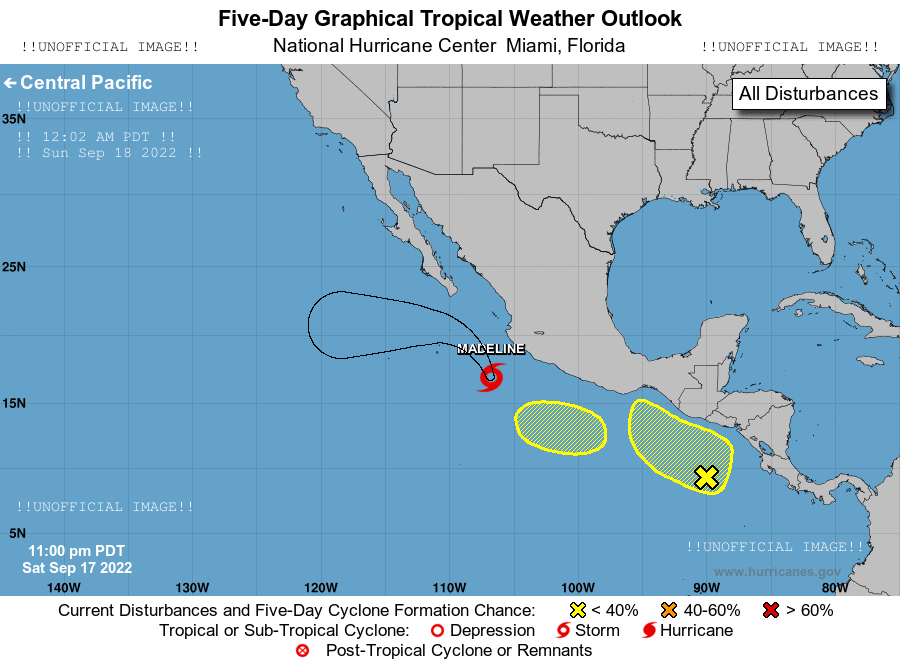 Five-Day Graphical Tropical Weather Outlook
!!UNOFFICIAL IMAGE!! National Hurricane Center Miami, Florida !!UNOFFICIAL IMAGE!!
←Central Pacific
All Disturbances
!!UNOFFICIAL IMAGE!!
35N
!! 12:02 AM PDT !!
!! Sun Sep 18 2022 !!
25N
MADELINE
15N
!!UNOFFICIAL IMAGE!!
5N
11:00 pm PDT
Sat Sep 17 2022
!!UNOFFICIAL IMAGE!!
www.hurricanes.gov
140W 130W 120W 110W 100W 90W 80W
Current Disturbances and Five-Day Cyclone Formation Chance: < 40% 40-60% > 60%
Tropical or Sub-Tropical Cyclone: Depression Storm Hurricane
Post-Tropical Cyclone or Remnants